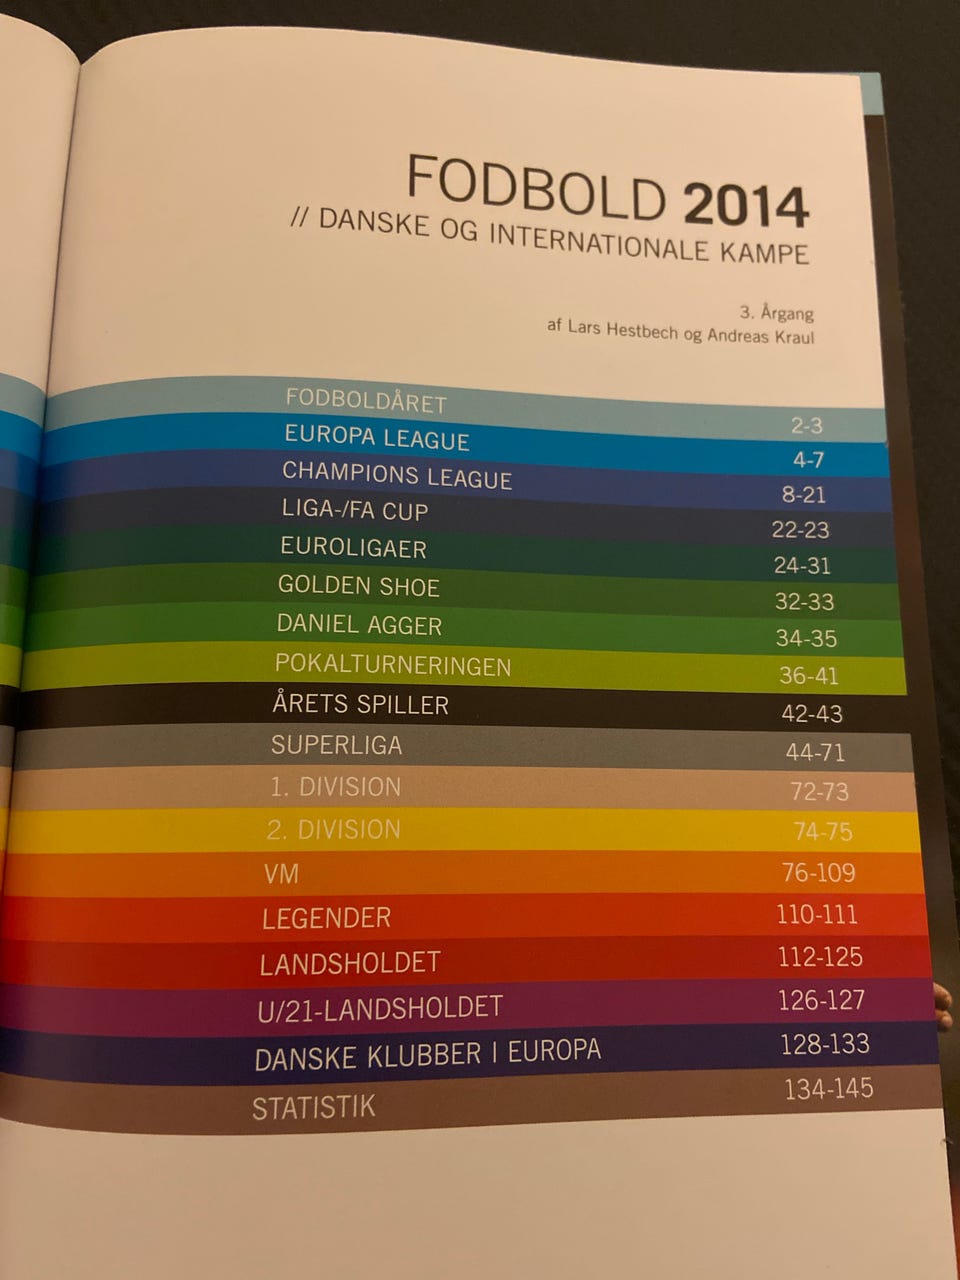 FODBOLD 2014
// DANSKE OG INTERNATIONALE KAMPE
3. Årgang
af Lars Hestbech og Andreas Kraul
FODBOLDÅRET 2-3
EUROPA LEAGUE 4-7
CHAMPIONS LEAGUE 8-21
LIGA-/FA CUP 22-23
EUROLIGAER 24-31
GOLDEN SHOE 32-33
DANIEL AGGER 34-35
POKALTURNERINGEN 36-41
ÅRETS SPILLER 42-43
SUPERLIGA 44-71
1. DIVISION 72-73
2. DIVISION 74-75
VM 76-109
LEGENDER 110-111
LANDSHOLDET 112-125
U/21-LANDSHOLDET 126-127
DANSKE KLUBBER I EUROPA 128-133
STATISTIK 134-145